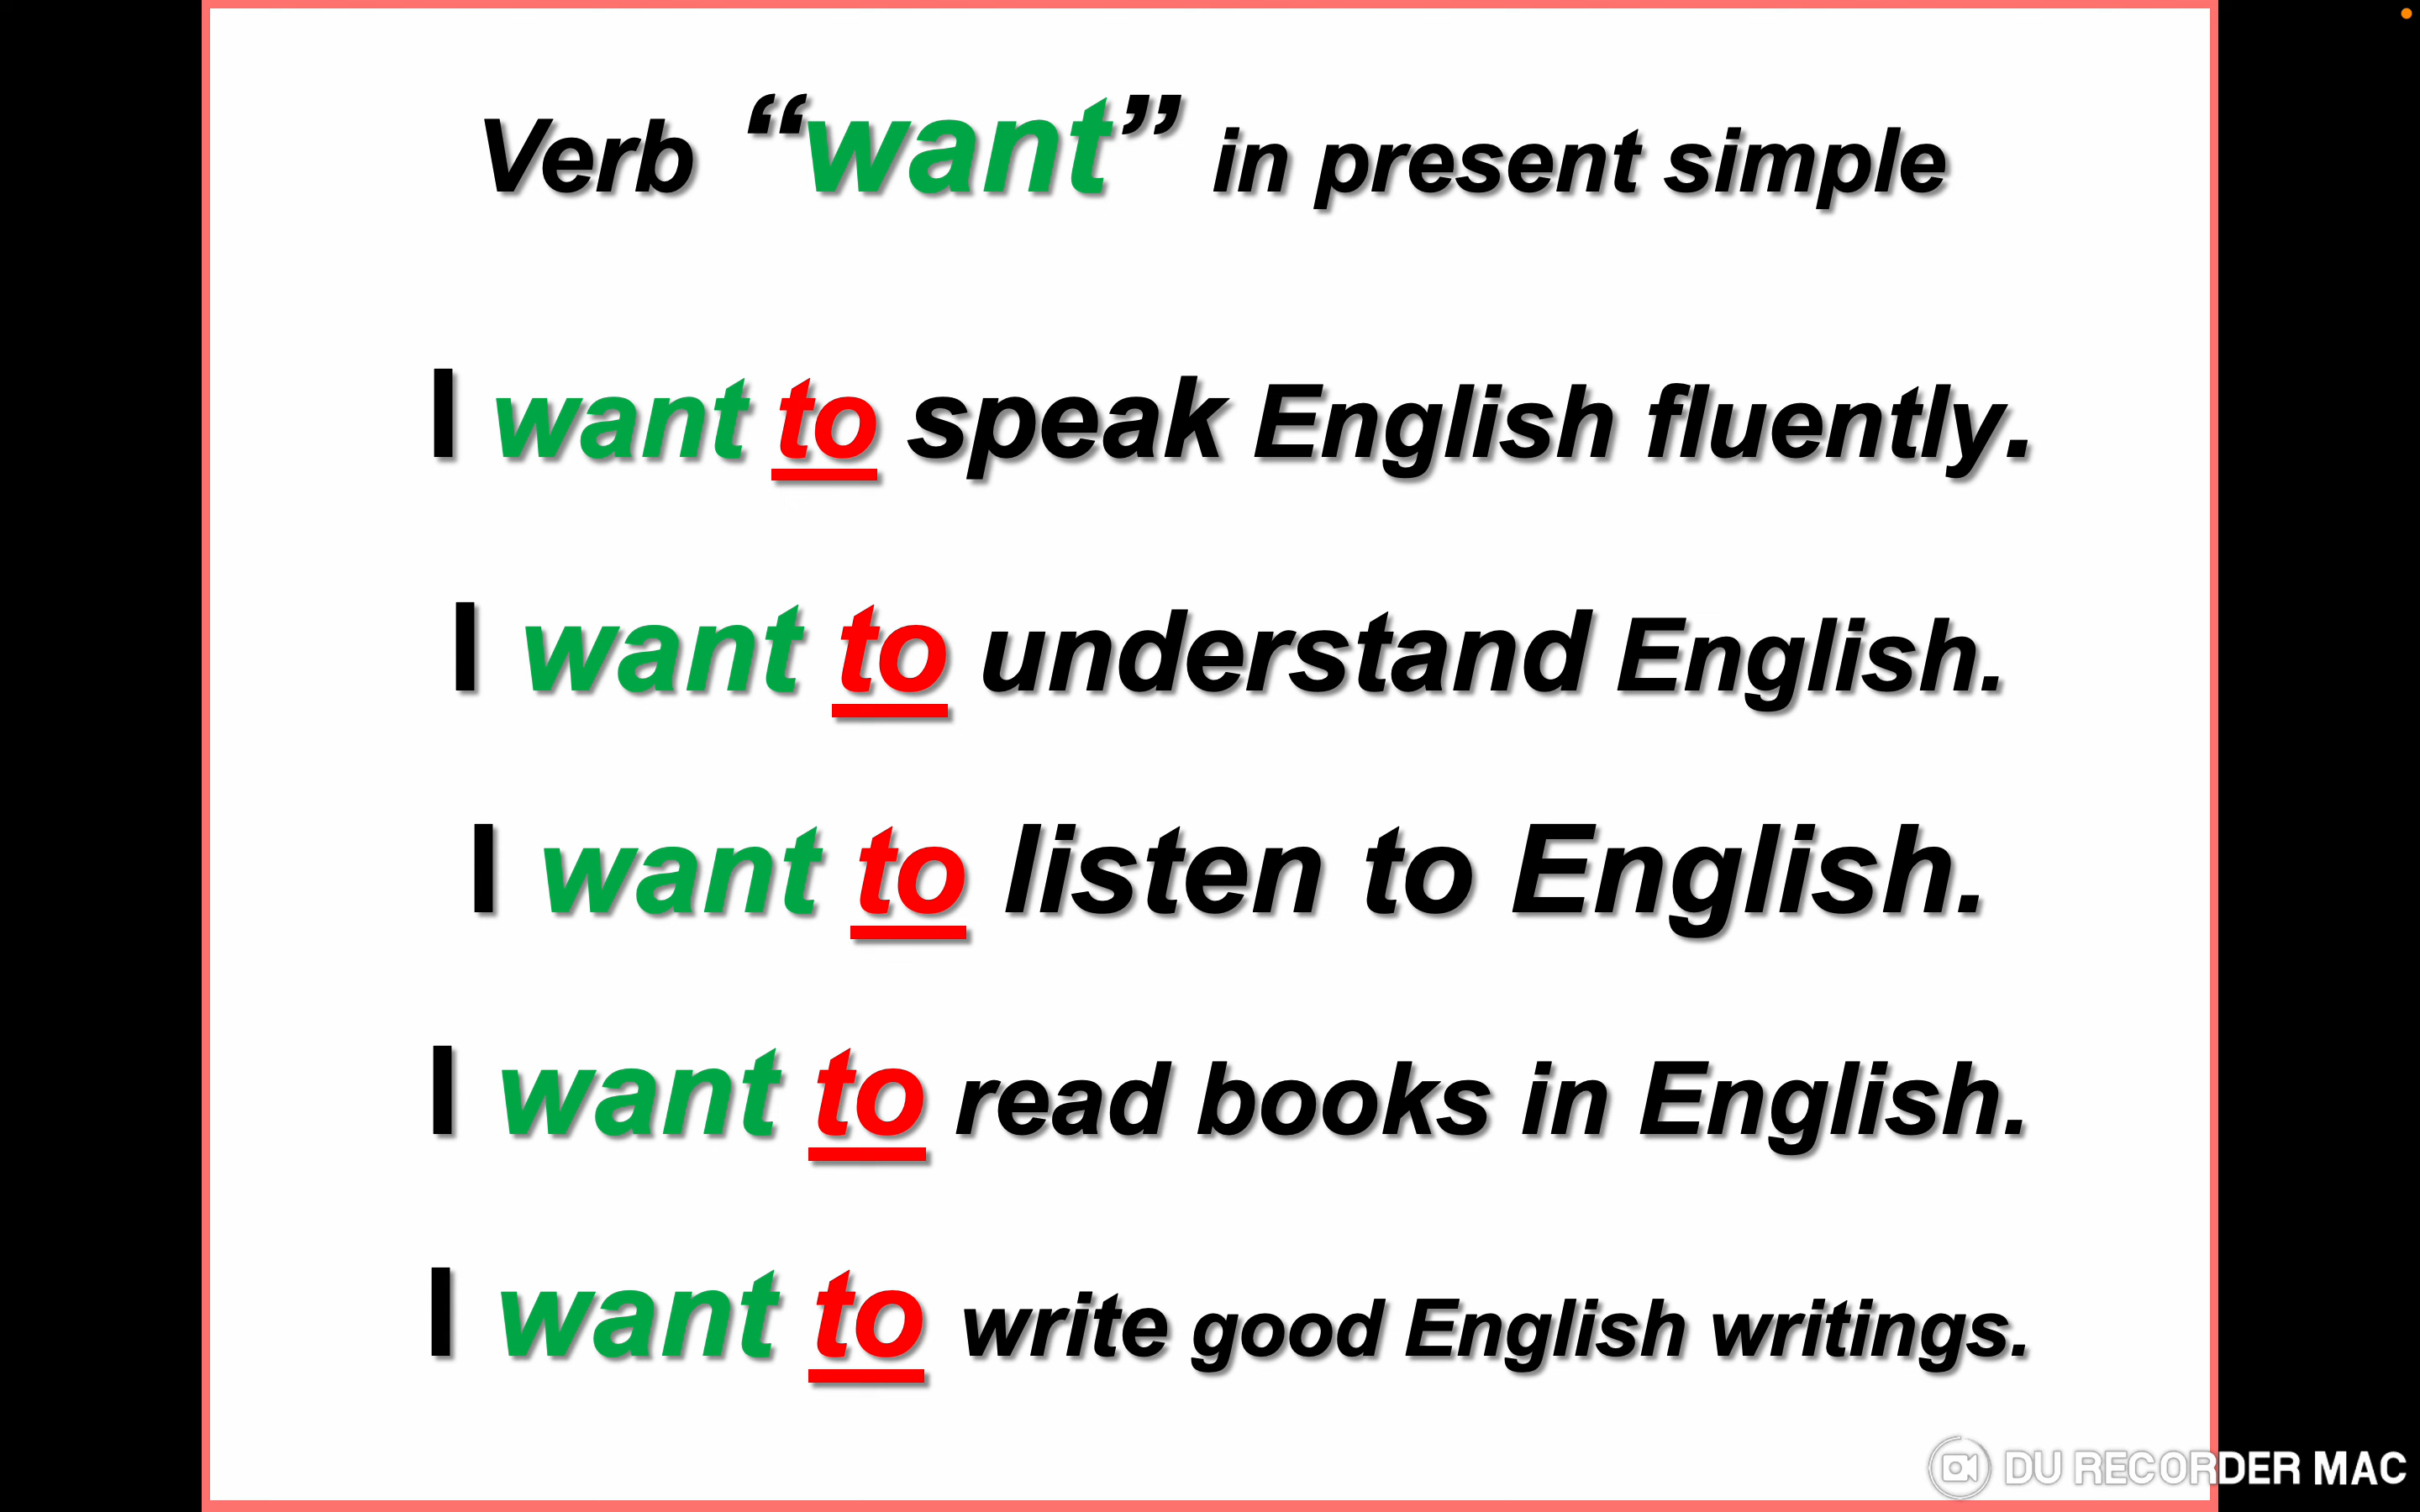 Verb “want” in present simple
I want to speak English fluently.
I want to understand English.
I want to listen to English.
I want to read books in English.
I want to write good English writings.
DU RECORDER MAC